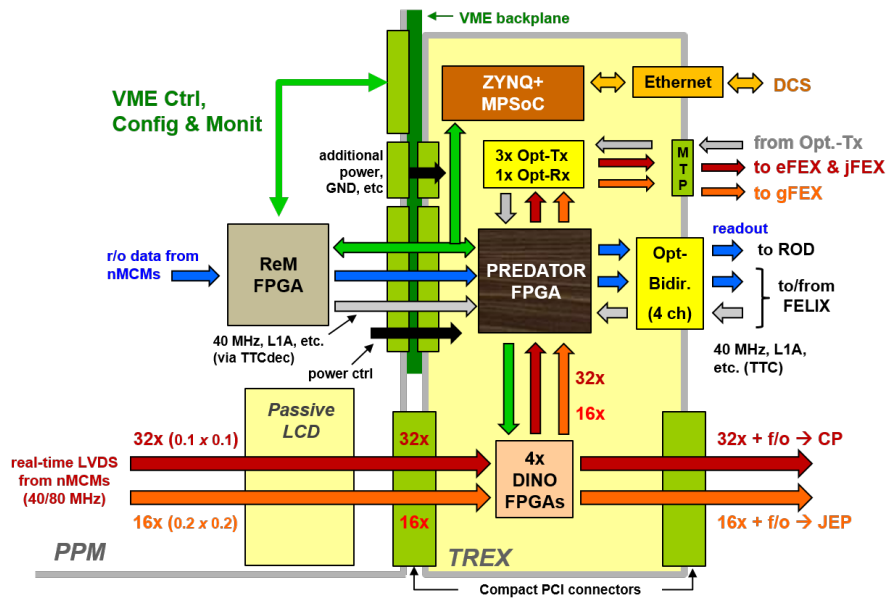 VME backplane
ZYNQ+
MPSoC
Ethernet
DCS
VME Ctrl,
Config & Monit
additional
power,
GND, etc
3x Opt-Tx
1x Opt-Rx
M
T
P
from Opt.-Tx
to eFEX & jFEX
to gFEX
r/o data from
nMCMs
ReM
FPGA
PREDATOR
FPGA
Opt-
Bidir.
(4 ch)
readout
to ROD
to/from
FELIX
40 MHz, L1A, etc.
(via TTCdec)
power ctrl
40 MHz, L1A,
etc. (TTC)
32x
16x
Passive
LCD
real-time LVDS
from nMCMs
(40/80 MHz)
32x (0.1 x 0.1)
32x
4x
DINO
FPGAs
32x + f/o → CP
16x (0.2 x 0.2)
16x
16x + f/o → JEP
PPM
TREX
Compact PCI connectors